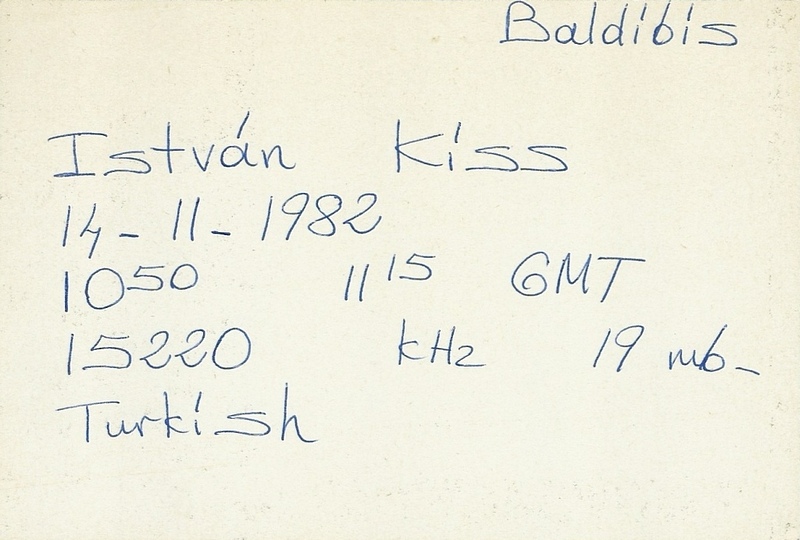 Baldibis
István Kiss
14-11-1982
10⁵⁰ 11¹⁵ GMT
15220 kHz 19 mb-
Turkish